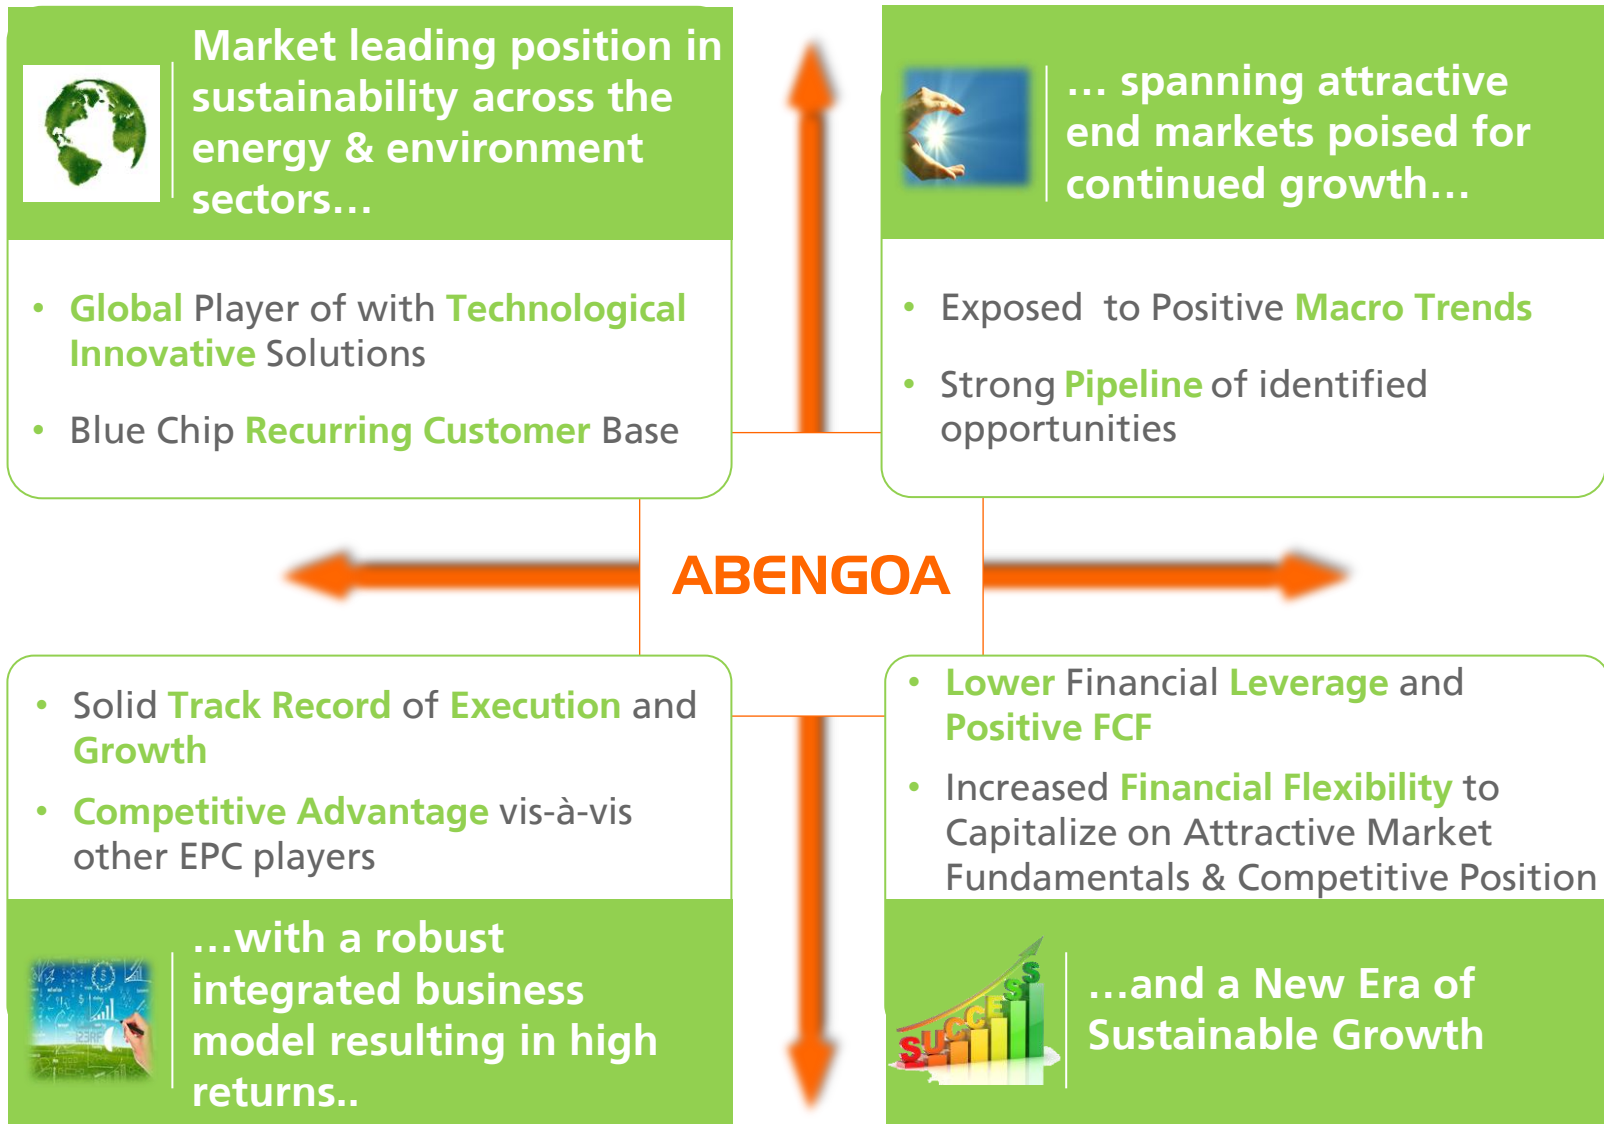 Market leading position in
sustainability across the
energy & environment
sectors…
• Global Player of with Technological
Innovative Solutions
• Blue Chip Recurring Customer Base
… spanning attractive
end markets poised for
continued growth…
• Exposed  to Positive Macro Trends
• Strong Pipeline of identified
opportunities
ABENGOA
• Solid Track Record of Execution and
Growth
• Competitive Advantage vis-à-vis
other EPC players
…with a robust
integrated business
model resulting in high
returns..
• Lower Financial Leverage and
Positive FCF
• Increased Financial Flexibility to
Capitalize on Attractive Market
Fundamentals & Competitive Position
SUCCESS
…and a New Era of
Sustainable Growth